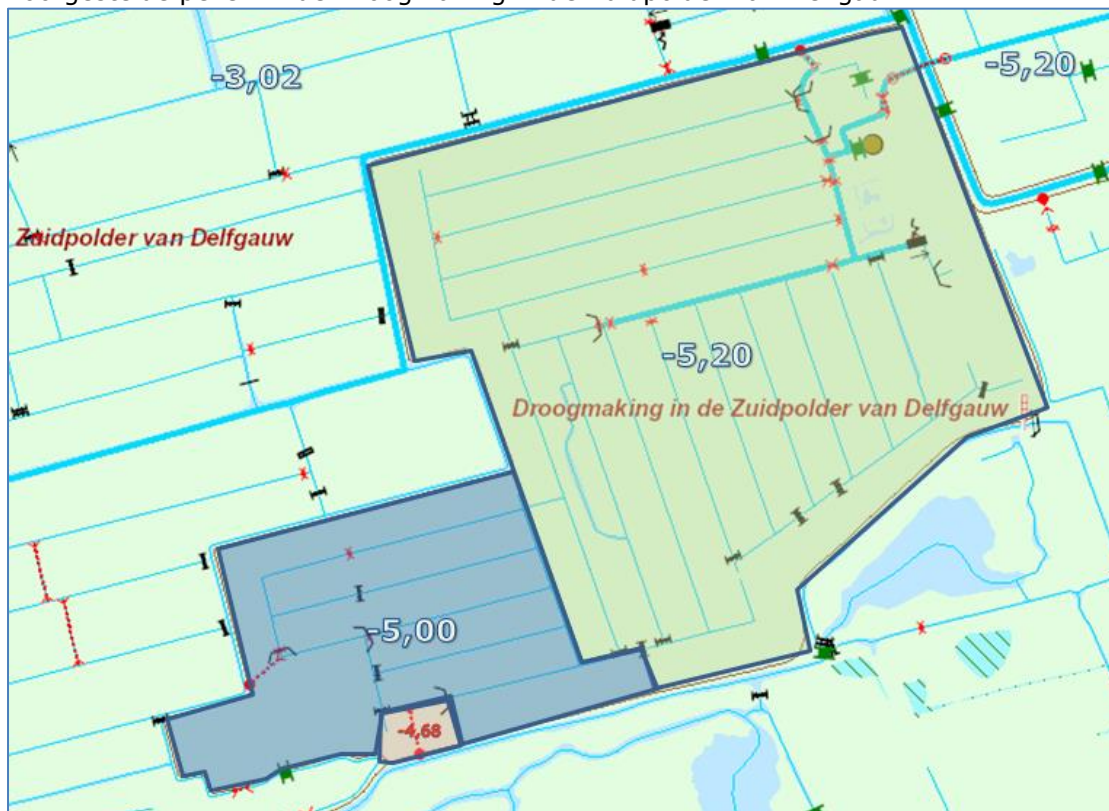 -3,02
-5,20
Zuidpolder van Delfgauw
-5,20
Droogmaking in de Zuidpolder van Delfgauw
-5,00
-4,68